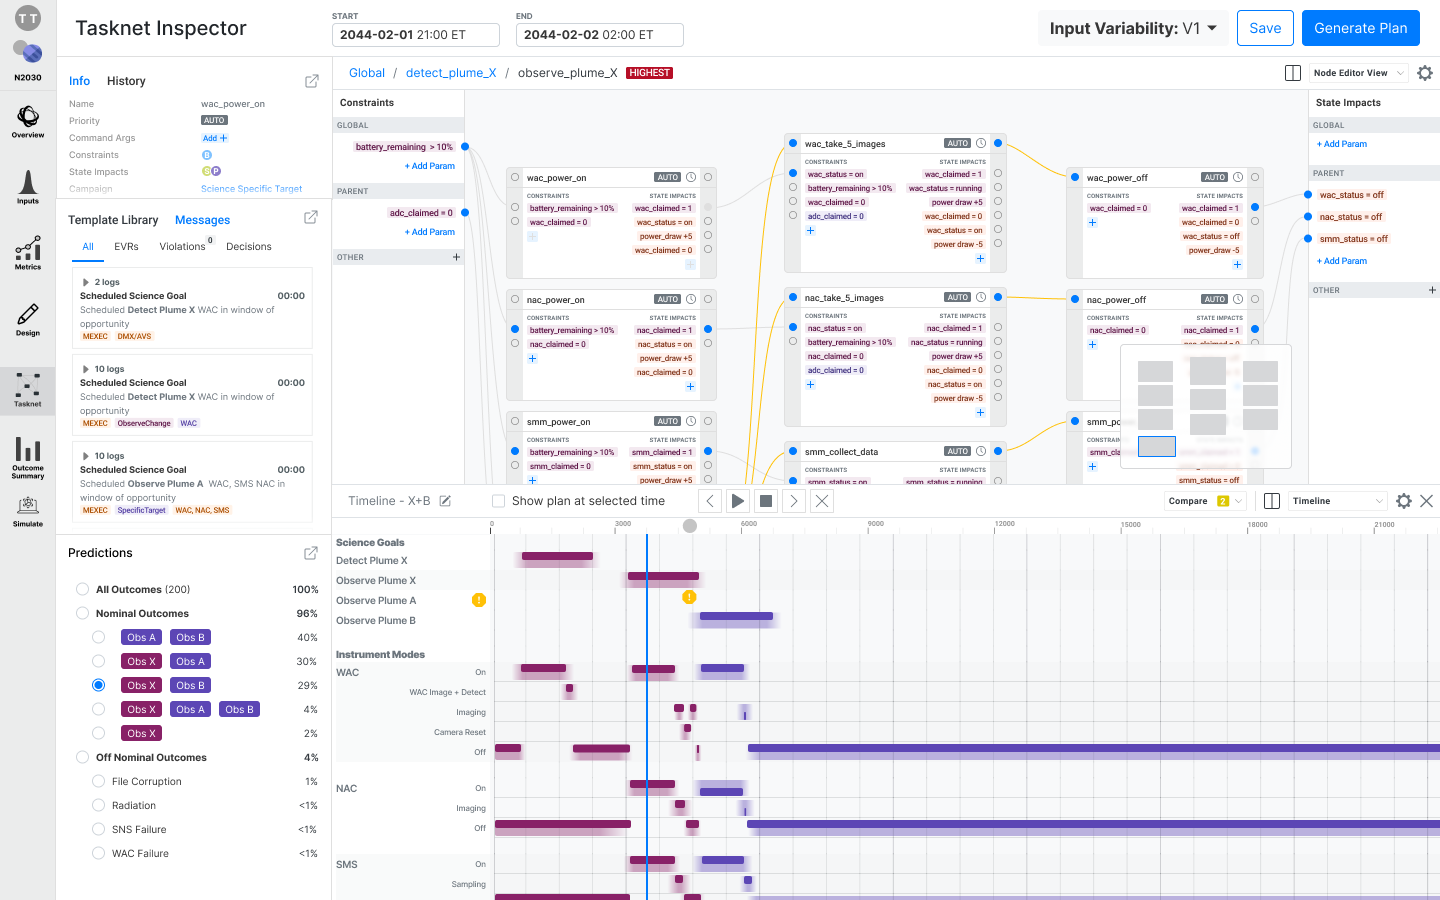 TT
N2030
Overview
Inputs
Metrics
Design
Tasknet
Outcome
Summary
Simulate
Tasknet Inspector
START
2044-02-01 21:00 ET
END
2044-02-02 02:00 ET
Input Variability: V1
Save
Generate Plan
Info
History
Name
wac_power_on
Priority
AUTO
Command Args
Add +
Constraints
B
State Impacts
S P
Campaign
Science Specific Target
Template Library
Messages
All
EVRs
Violations 0
Decisions
2 logs
Scheduled Science Goal 00:00
Scheduled Detect Plume X WAC in window of
opportunity
MEXEC DMX/AVS
10 logs
Scheduled Science Goal 00:00
Scheduled Detect Plume X WAC in window of
opportunity
MEXEC ObserveChange WAC
10 logs
Scheduled Science Goal 00:00
Scheduled Observe Plume A WAC, SMS NAC in
window of opportunity
MEXEC SpecificTarget WAC, NAC, SMS
Predictions
All Outcomes (200) 100%
Nominal Outcomes 96%
Obs A Obs B 40%
Obs X Obs A 30%
Obs X Obs B 29%
Obs X Obs A Obs B 4%
Obs X 2%
Off Nominal Outcomes 4%
File Corruption 1%
Radiation <1%
SNS Failure <1%
WAC Failure <1%
Global / detect_plume_X / observe_plume_X HIGHEST
Node Editor View
Constraints
GLOBAL
battery_remaining > 10%
+ Add Param
PARENT
adc_claimed = 0
+ Add Param
OTHER +
wac_power_on AUTO
CONSTRAINTS STATE IMPACTS
battery_remaining > 10% wac_claimed = 1
wac_claimed = 0 wac_status = on
+ power_draw +5
wac_claimed = 0
+
nac_power_on AUTO
CONSTRAINTS STATE IMPACTS
battery_remaining > 10% nac_claimed = 1
nac_claimed = 0 nac_status = on
+ power_draw +5
nac_claimed = 0
+
smm_power_on AUTO
CONSTRAINTS STATE IMPACTS
battery_remaining > 10% smm_claimed = 1
smm_claimed = 0 smm_status = on
+ power_draw +5
wac_take_5_images AUTO
CONSTRAINTS STATE IMPACTS
wac_status = on wac_claimed = 1
battery_remaining > 10% wac_status = running
wac_claimed = 0 power draw +5
adc_claimed = 0 wac_claimed = 0
+ wac_status = on
power draw -5
+
nac_take_5_images AUTO
CONSTRAINTS STATE IMPACTS
nac_status = on nac_claimed = 1
battery_remaining > 10% nac_status = running
nac_claimed = 0 power draw +5
adc_claimed = 0 nac_claimed = 0
+ nac_status = on
power draw -5
+
smm_collect_data AUTO
CONSTRAINTS STATE IMPACTS
smm_status = on smm_claimed = 1
wac_power_off AUTO
CONSTRAINTS STATE IMPACTS
wac_claimed = 0 wac_claimed = 1
+ wac_claimed = 0
wac_status = off
power_draw -5
+
nac_power_off AUTO
CONSTRAINTS STATE IMPACTS
nac_claimed = 0 nac_claimed = 1
+
smm_po
CONSTRAIN
smm_cla
+
smm_status = off
State Impacts
GLOBAL
+ Add Param
PARENT
wac_status = off
nac_status = off
smm_status = off
+ Add Param
OTHER +
Timeline - X+B
Show plan at selected time
Compare 2
Timeline
0 3000 6000 9000 12000 15000 18000 21000
Science Goals
Detect Plume X
Observe Plume X
Observe Plume A ! !
Observe Plume B
Instrument Modes
WAC On
WAC Image + Detect
Imaging
Camera Reset
Off
NAC On
Imaging
Off
SMS On
Sampling